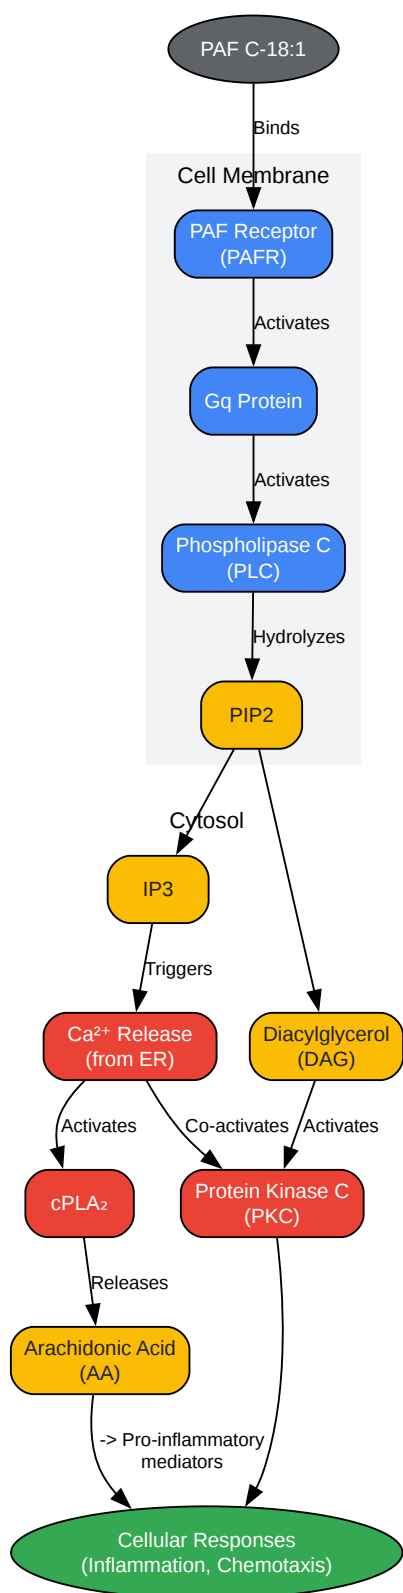 PAF C-18:1
Binds
Cell Membrane
PAF Receptor
(PAFR)
Activates
Gq Protein
Activates
Phospholipase C
(PLC)
Hydrolyzes
PIP2
Cytosol
IP3
Triggers
Ca²⁺ Release
(from ER)
Diacylglycerol
(DAG)
Activates
Co-activates
Activates
cPLA₂
Protein Kinase C
(PKC)
Releases
Arachidonic Acid
(AA)
-> Pro-inflammatory
mediators
Cellular Responses
(Inflammation, Chemotaxis)